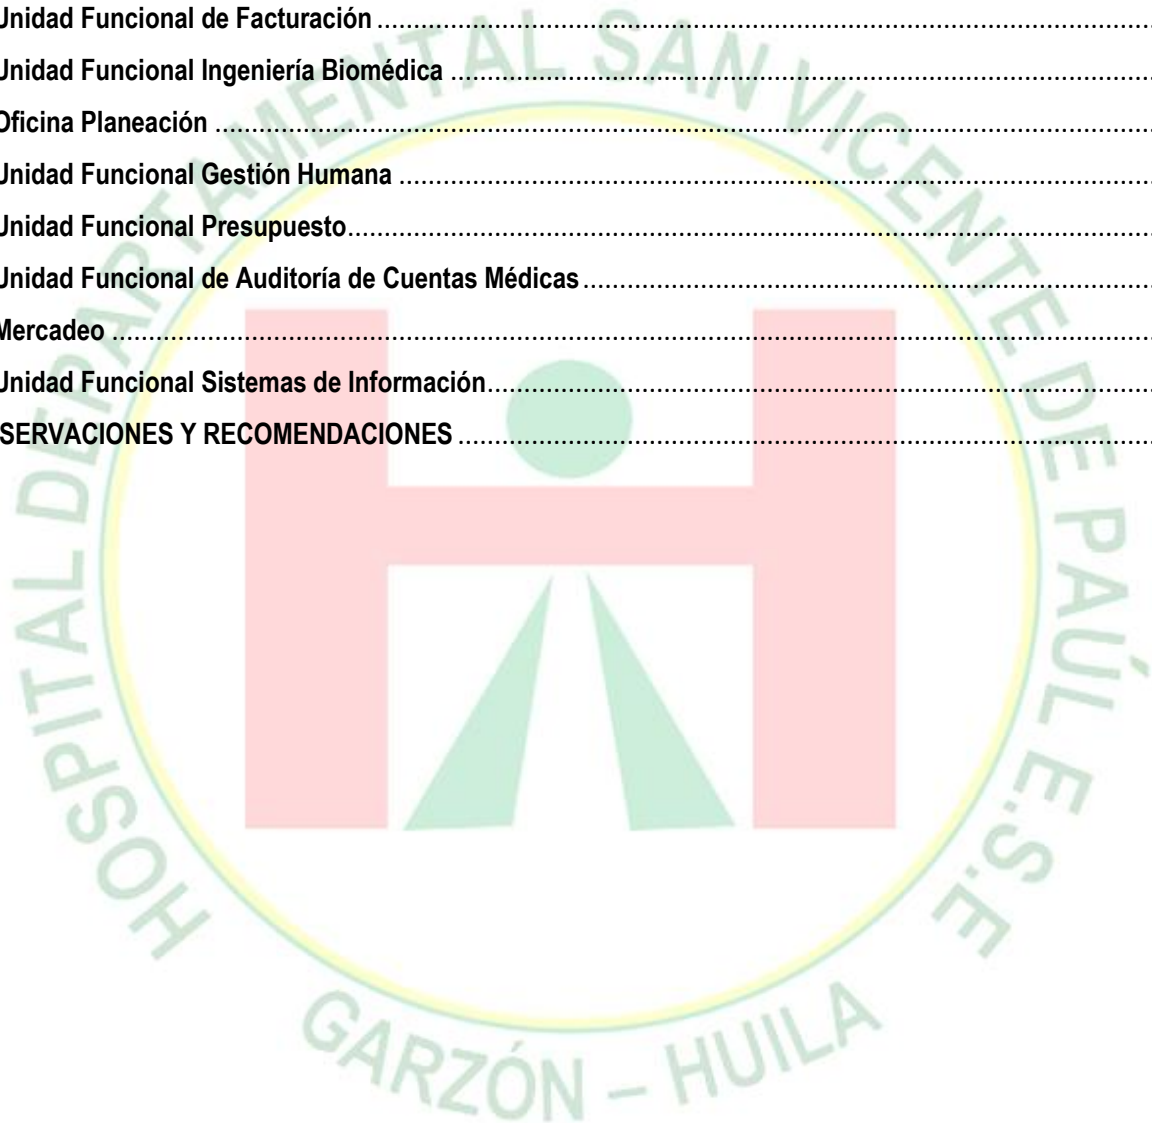 Unidad Funcional de Facturación
Unidad Funcional Ingeniería Biomédica
Oficina Planeación
Unidad Funcional Gestión Humana
Unidad Funcional Presupuesto
Unidad Funcional de Auditoría de Cuentas Médicas
Mercadeo
Unidad Funcional Sistemas de Información
SERVACIONES Y RECOMENDACIONES
HOSPITAL DEPARTAMENTAL SAN VICENTE DE PAÚL E.S.E
GARZÓN – HUILA